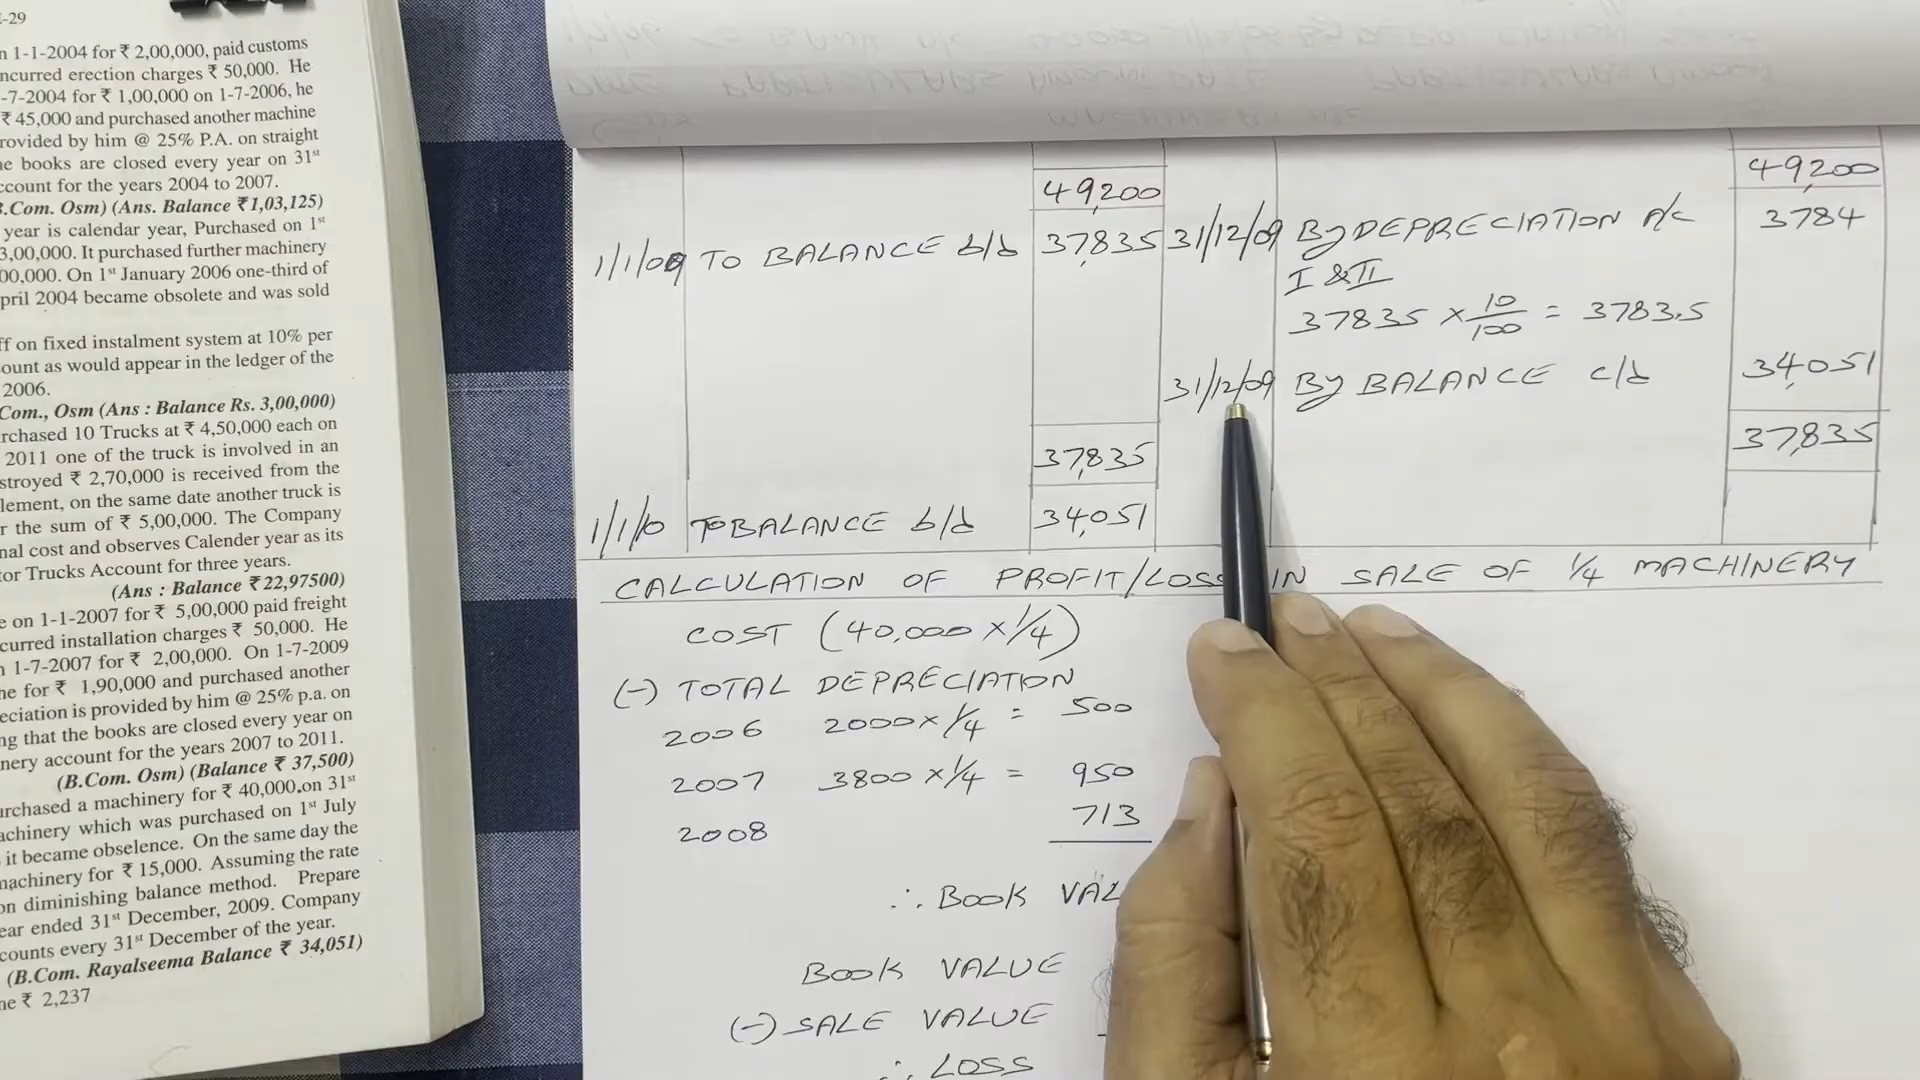 -29
n 1-1-2004 for ₹ 2,00,000, paid customs
ncurred erection charges ₹ 50,000. He
-7-2004 for ₹ 1,00,000 on 1-7-2006, he
₹ 45,000 and purchased another machine
rovided by him @ 25% P.A. on straight
he books are closed every year on 31st
ccount for the years 2004 to 2007.
B.Com. Osm) (Ans. Balance ₹1,03,125)
year is calendar year, Purchased on 1st
3,00,000. It purchased further machinery
00,000. On 1st January 2006 one-third of
April 2004 became obsolete and was sold
ff on fixed instalment system at 10% per
ount as would appear in the ledger of the
2006.
Com., Osm (Ans : Balance Rs. 3,00,000)
rchased 10 Trucks at ₹ 4,50,000 each on
2011 one of the truck is involved in an
stroyed ₹ 2,70,000 is received from the
lement, on the same date another truck is
r the sum of ₹ 5,00,000. The Company
nal cost and observes Calender year as its
tor Trucks Account for three years.
(Ans : Balance ₹ 22,97500)
e on 1-1-2007 for ₹ 5,00,000 paid freight
curred installation charges ₹ 50,000. He
n 1-7-2007 for ₹ 2,00,000. On 1-7-2009
ne for ₹ 1,90,000 and purchased another
eciation is provided by him @ 25% p.a. on
ng that the books are closed every year on
nery account for the years 2007 to 2011.
(B.Com. Osm) (Balance ₹ 37,500)
urchased a machinery for ₹ 40,000.on 31st
achinery which was purchased on 1st July
it became obselence. On the same day the
machinery for ₹ 15,000. Assuming the rate
on diminishing balance method. Prepare
ear ended 31st December, 2009. Company
counts every 31st December of the year.
(B.Com. Rayalseema Balance ₹ 34,051)
ne ₹ 2,237
49,200 49,200
1/1/09 TO BALANCE b/d 37,835 31/12/09 By DEPRECIATION A/c 3784
I & II
37835 × 10/100 = 3783.5
31/12/09 By BALANCE c/d 34,051
37,835 37,835
1/1/10 TO BALANCE b/d 34,051
CALCULATION OF PROFIT/LOSS IN SALE OF 1/4 MACHINERY
COST (40,000 × 1/4)
(-) TOTAL DEPRECIATION
2006 2000 × 1/4 = 500
2007 3800 × 1/4 = 950
2008 713
∴ BOOK VAL
BOOK VALUE
(-) SALE VALUE
∴ LOSS